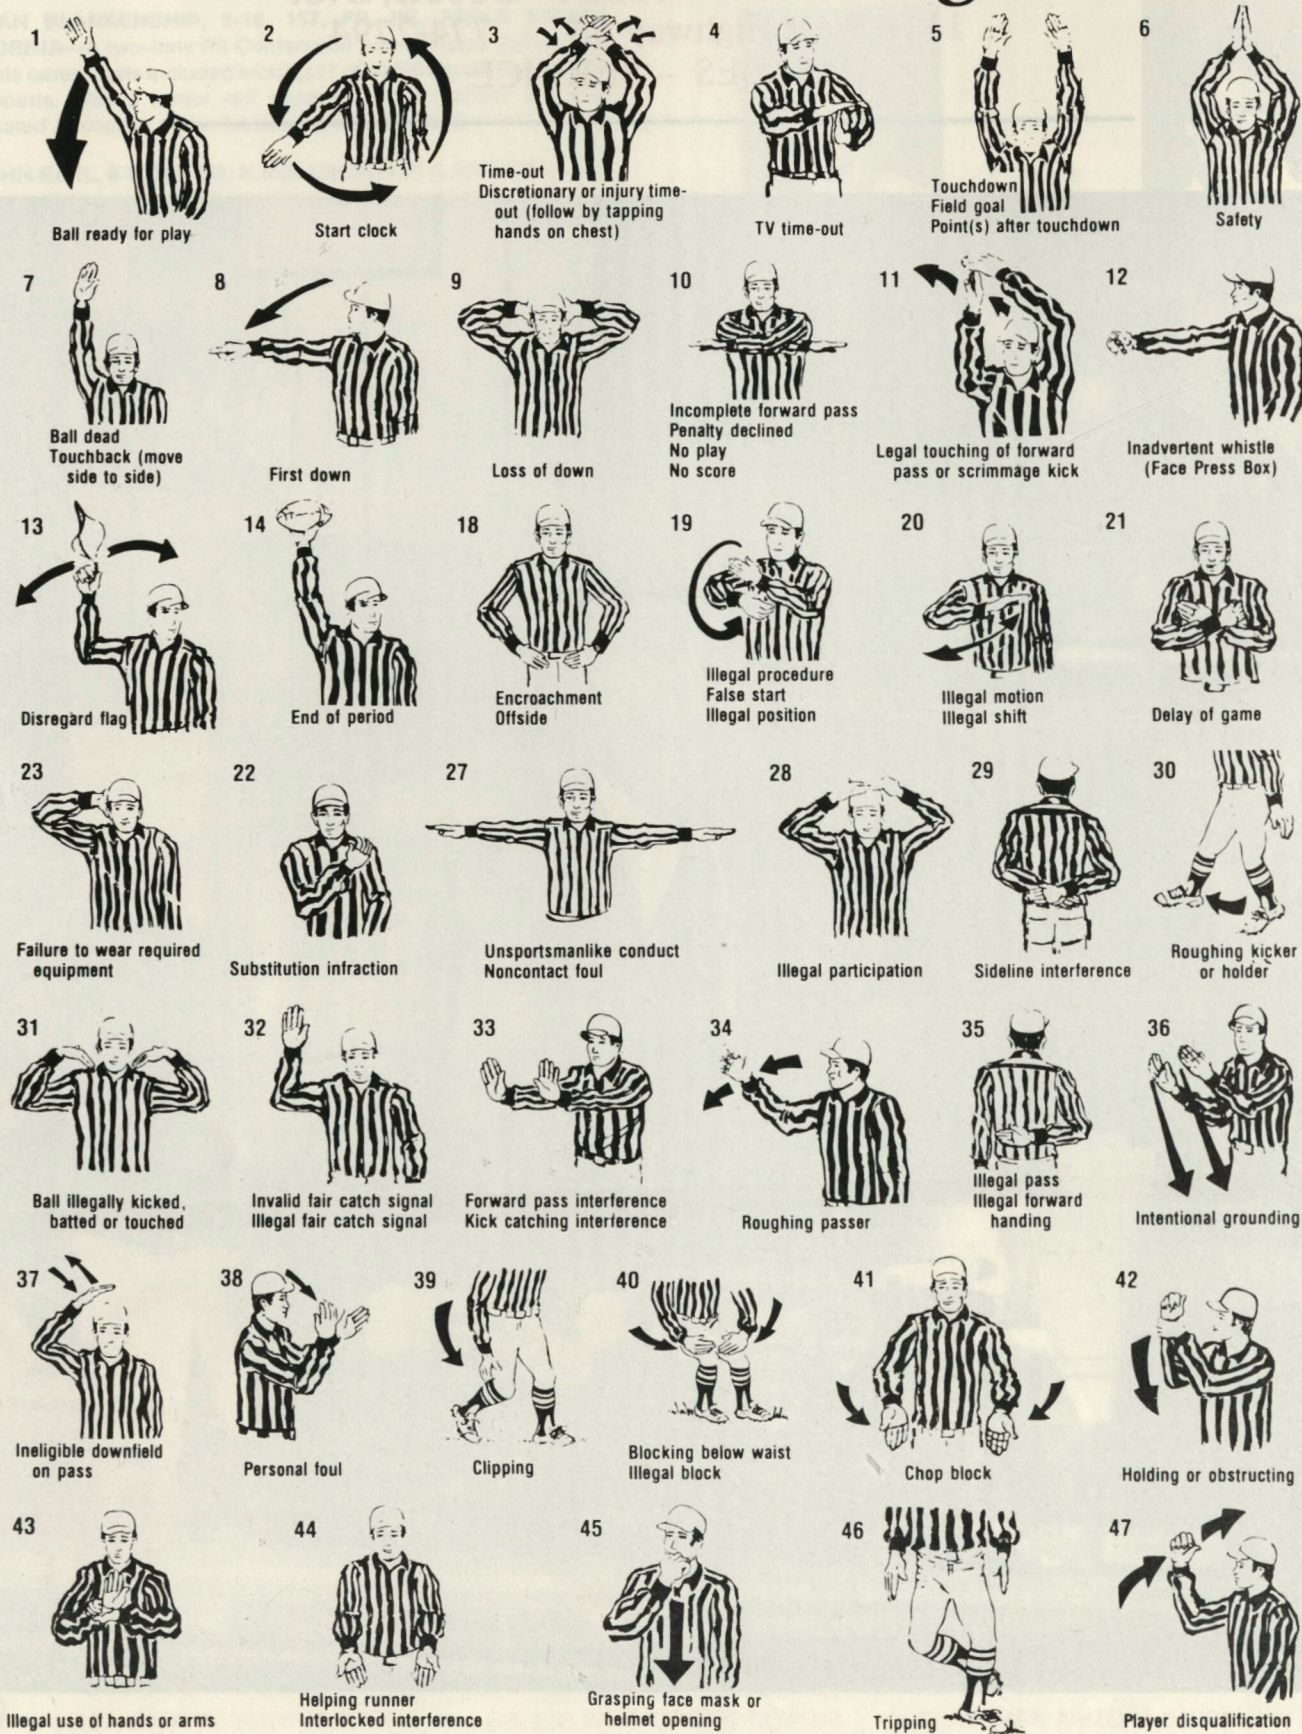 1
Ball ready for play
2
Start clock
3
Time-out
Discretionary or injury time-
out (follow by tapping
hands on chest)
4
TV time-out
5
Touchdown
Field goal
Point(s) after touchdown
6
Safety
7
Ball dead
Touchback (move
side to side)
8
First down
9
Loss of down
10
Incomplete forward pass
Penalty declined
No play
No score
11
Legal touching of forward
pass or scrimmage kick
12
Inadvertent whistle
(Face Press Box)
13
Disregard flag
14
End of period
18
Encroachment
Offside
19
Illegal procedure
False start
Illegal position
20
Illegal motion
Illegal shift
21
Delay of game
23
Failure to wear required
equipment
22
Substitution infraction
27
Unsportsmanlike conduct
Noncontact foul
28
Illegal participation
29
Sideline interference
30
Roughing kicker
or holder
31
Ball illegally kicked,
batted or touched
32
Invalid fair catch signal
Illegal fair catch signal
33
Forward pass interference
Kick catching interference
34
Roughing passer
35
Illegal pass
Illegal forward
handing
36
Intentional grounding
37
Ineligible downfield
on pass
38
Personal foul
39
Clipping
40
Blocking below waist
Illegal block
41
Chop block
42
Holding or obstructing
43
Illegal use of hands or arms
44
Helping runner
Interlocked interference
45
Grasping face mask or
helmet opening
46
Tripping
47
Player disqualification